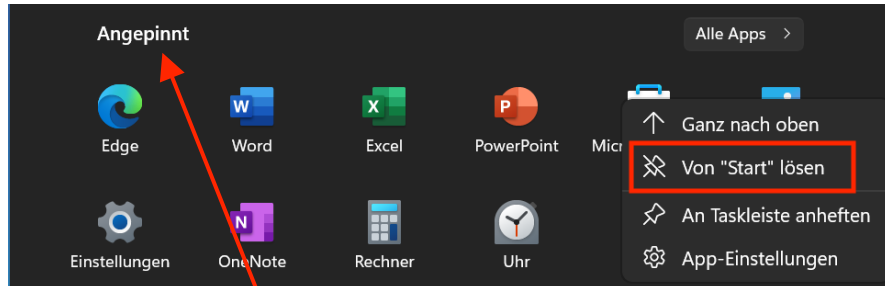 Angepinnt
Alle Apps
Edge
Word
Excel
PowerPoint
Ganz nach oben
Von "Start" lösen
An Taskleiste anheften
App-Einstellungen
Einstellungen
OneNote
Rechner
Uhr